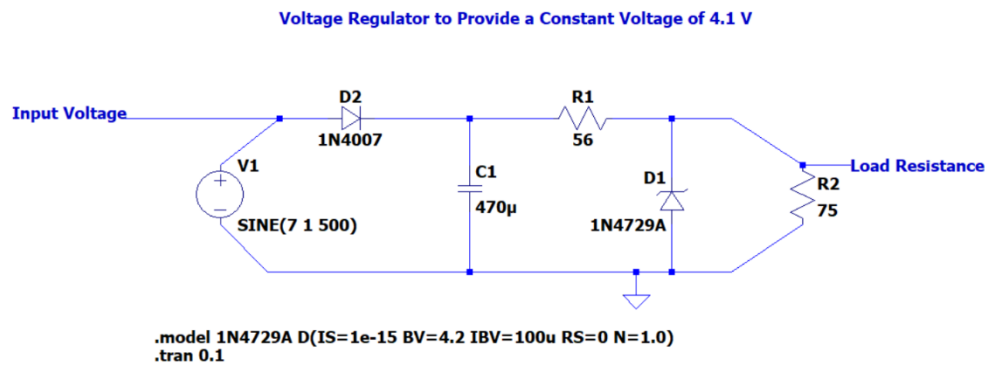 Voltage Regulator to Provide a Constant Voltage of 4.1 V
Input Voltage
D2
1N4007
R1
56
V1
+
SINE(7 1 500)
C1
470µ
D1
1N4729A
Load Resistance
R2
75
.model 1N4729A D(IS=1e-15 BV=4.2 IBV=100u RS=0 N=1.0)
.tran 0.1